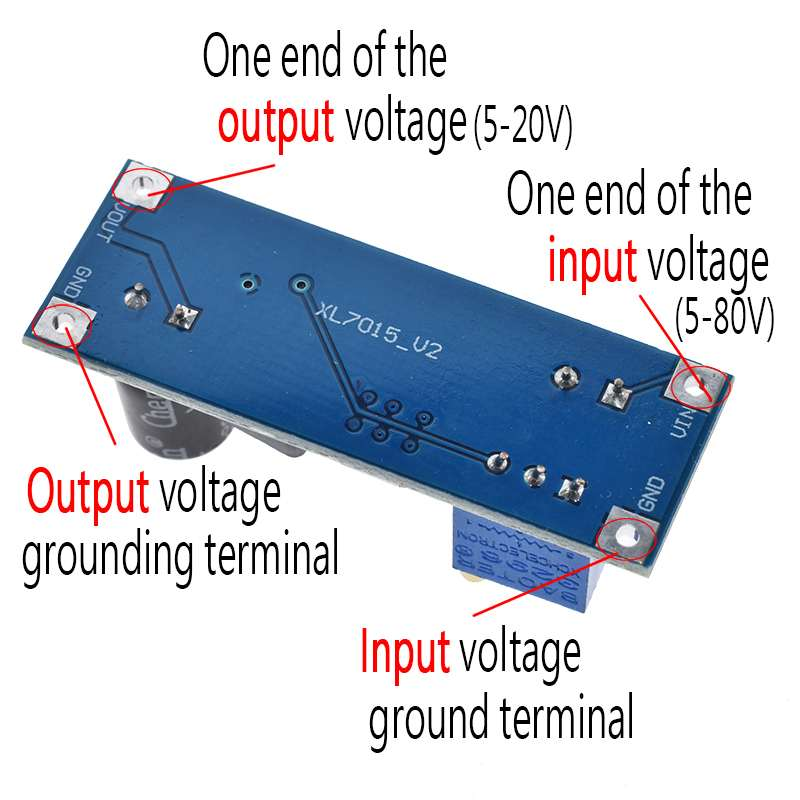 One end of the
output voltage (5-20V)
One end of the
input voltage
(5-80V)
VOUT
GND
XL7015_V2
VIN
GND
Output voltage
grounding terminal
Input voltage
ground terminal